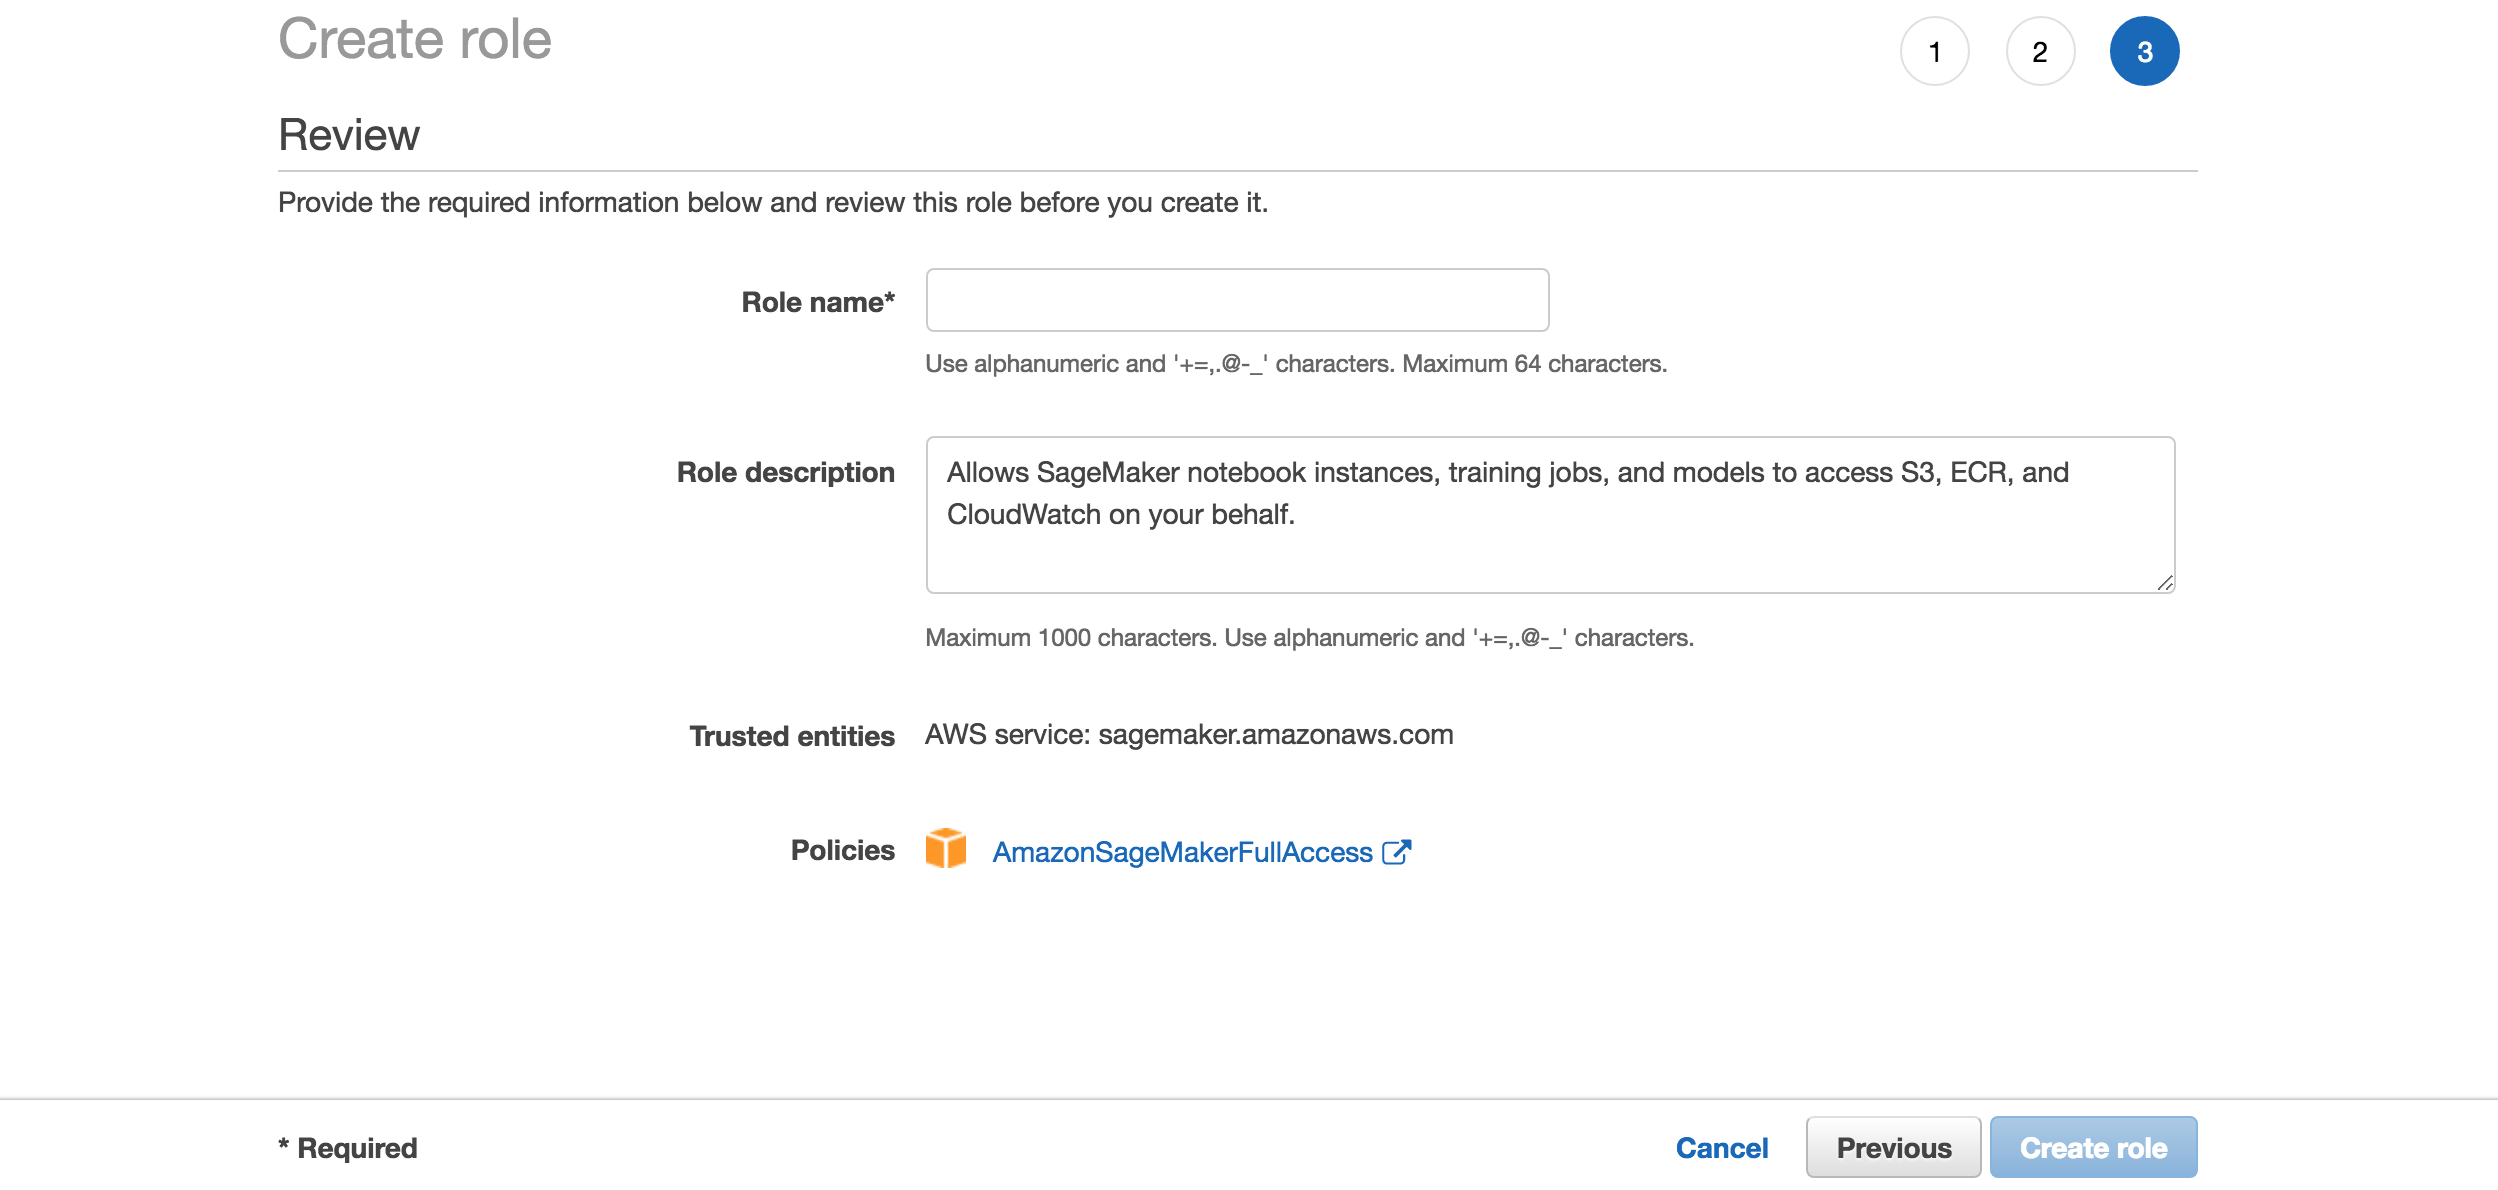 Create role
1 2 3
Review
Provide the required information below and review this role before you create it.
Role name*
Use alphanumeric and '+=,.@-_' characters. Maximum 64 characters.
Role description
Allows SageMaker notebook instances, training jobs, and models to access S3, ECR, and
CloudWatch on your behalf.
Maximum 1000 characters. Use alphanumeric and '+=,.@-_' characters.
Trusted entities AWS service: sagemaker.amazonaws.com
Policies AmazonSageMakerFullAccess
* Required Cancel Previous Create role